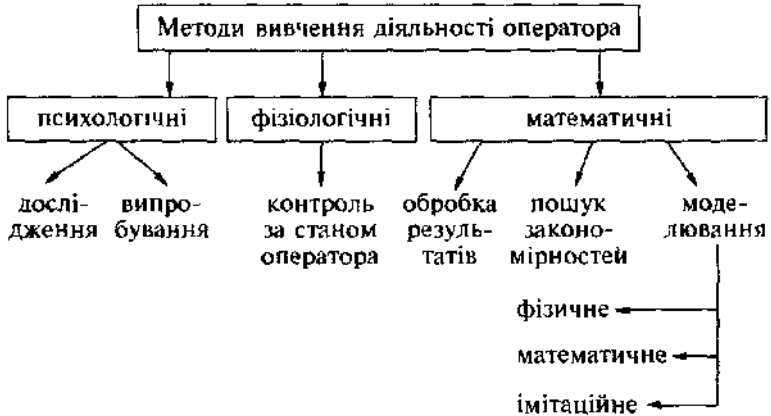 Методи вивчення діяльності оператора
психологічні
фізіологічні
математичні
дослі-
дження
випро-
бування
контроль
за станом
оператора
обробка
резуль-
татів
пошук
законо-
мірностей
моде-
лювання
фізичне
математичне
імітаційне